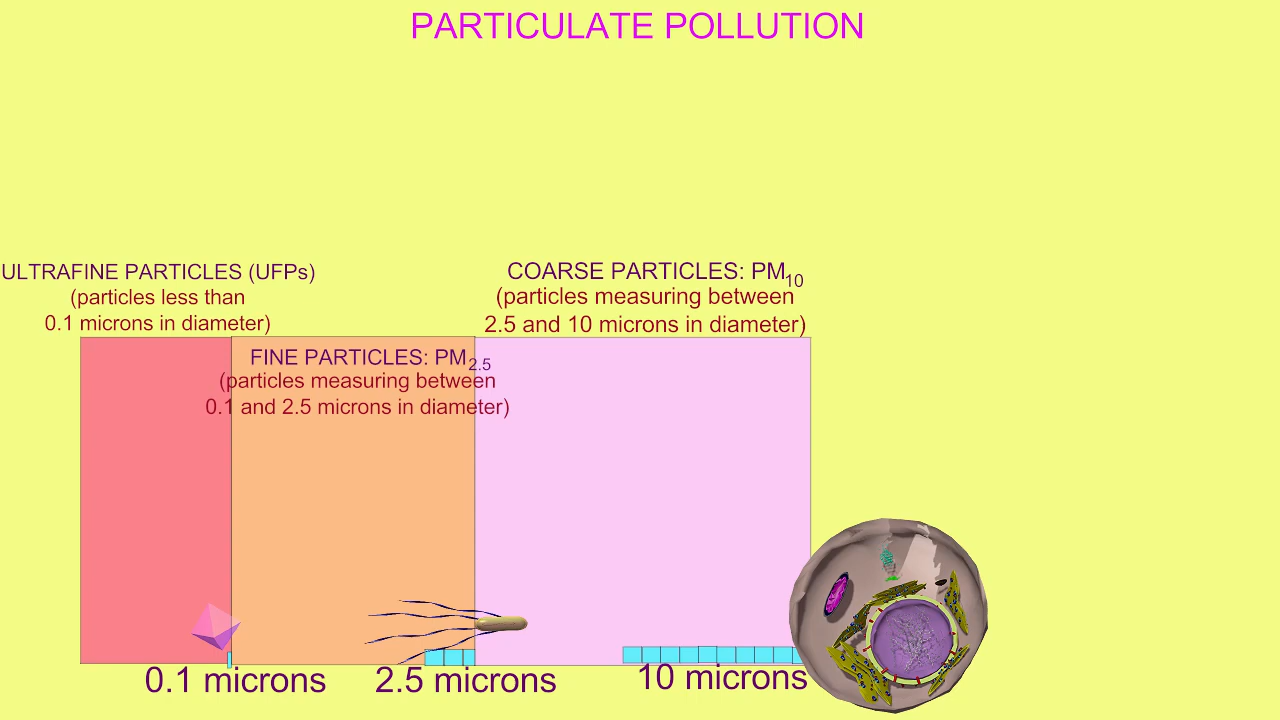 PARTICULATE POLLUTION
ULTRAFINE PARTICLES (UFPs)
(particles less than
0.1 microns in diameter)
FINE PARTICLES: PM2.5
(particles measuring between
0.1 and 2.5 microns in diameter)
COARSE PARTICLES: PM10
(particles measuring between
2.5 and 10 microns in diameter)
0.1 microns
2.5 microns
10 microns